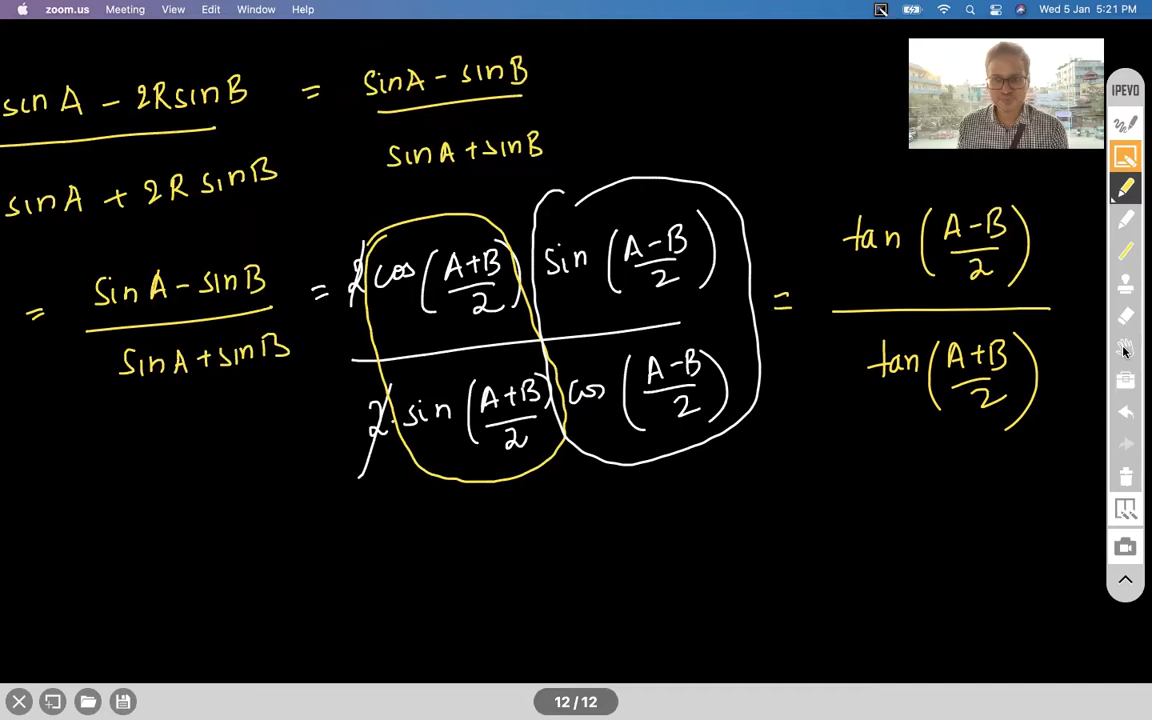 zoom.us Meeting View Edit Window Help Wed 5 Jan 5:21 PM
IPEVO
sin A - 2R sin B = sin A - sin B
sin A + 2R sin B sin A + sin B
= sin A - sin B = 2 cos (A+B/2) sin (A-B/2) = tan (A-B/2)
sin A + sin B 2 · sin (A+B/2) cos (A-B/2) tan (A+B/2)
12 / 12